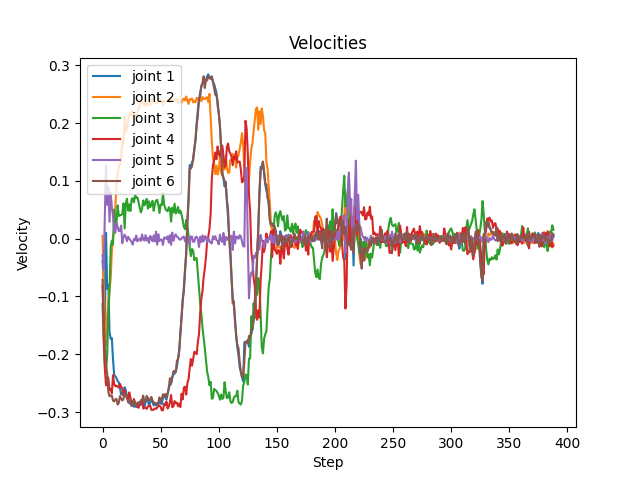 Velocities
joint 1
joint 2
joint 3
joint 4
joint 5
joint 6
0.3
0.2
0.1
0.0
−0.1
−0.2
−0.3
Velocity
0 50 100 150 200 250 300 350 400
Step